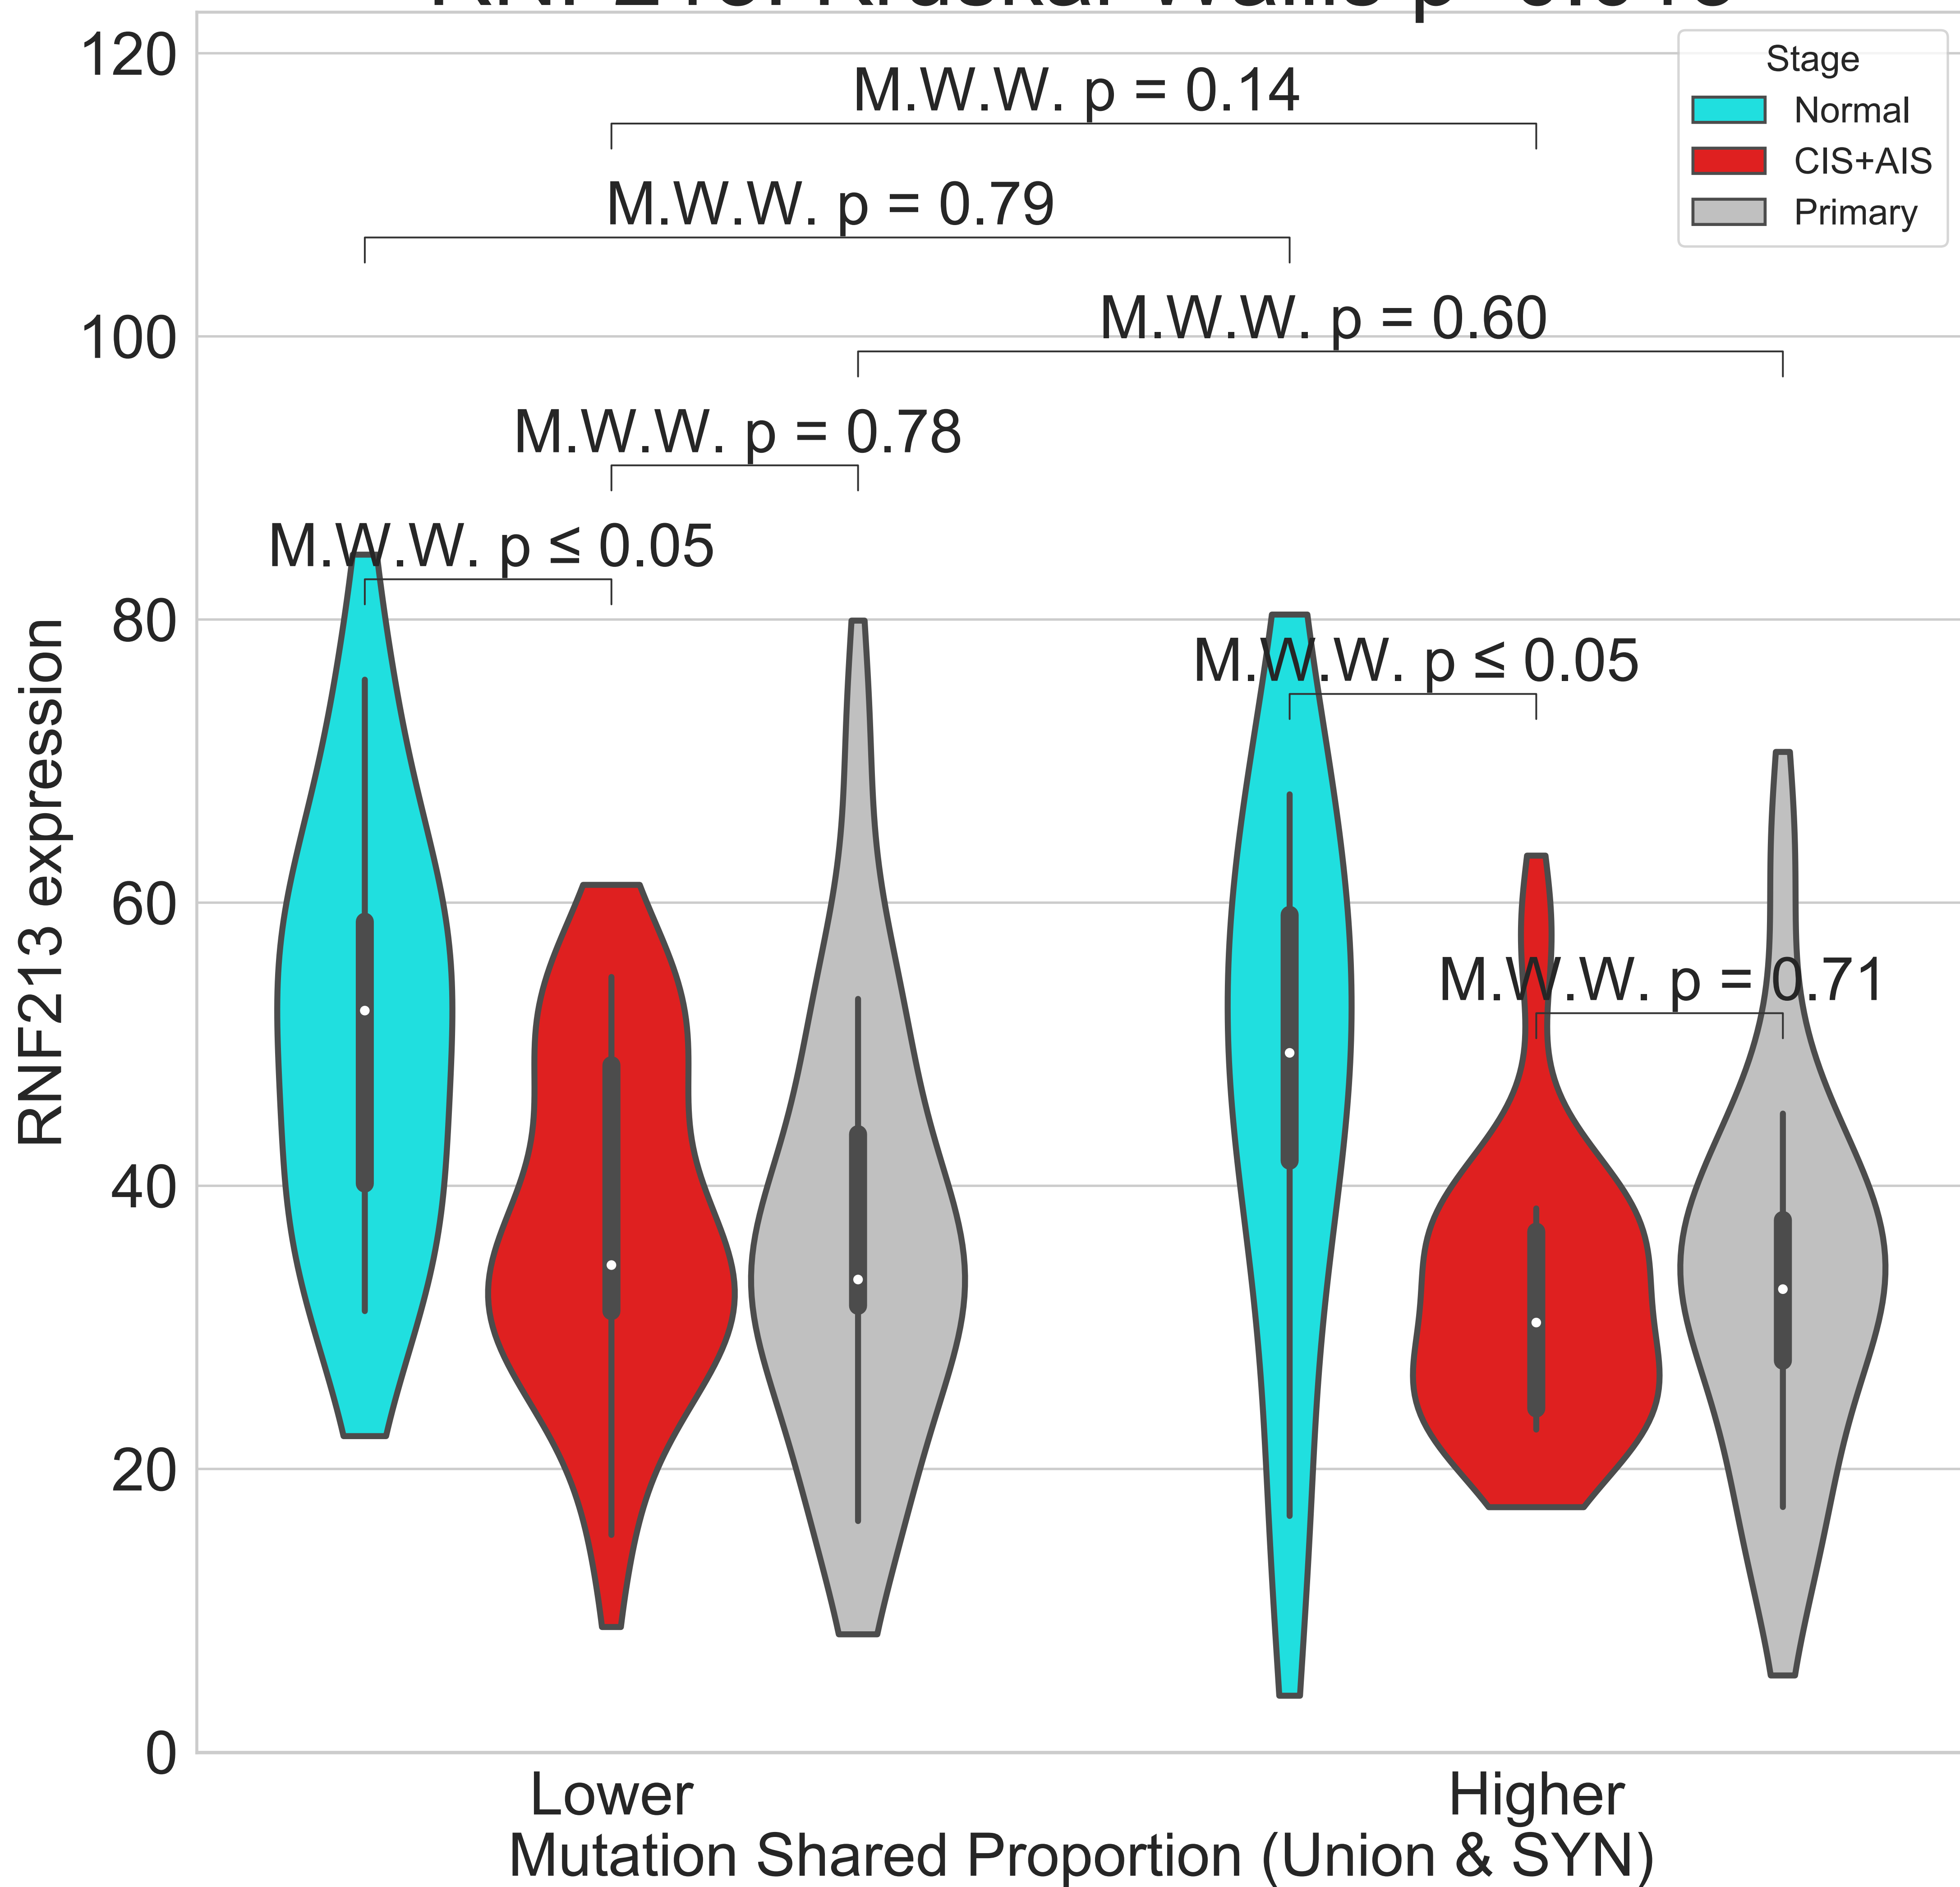 120
M.W.W. p = 0.14
Stage
Normal
CIS+AIS
Primary
M.W.W. p = 0.79
100
M.W.W. p = 0.60
M.W.W. p = 0.78
M.W.W. p ≤ 0.05
80
M.W.W. p ≤ 0.05
60
M.W.W. p = 0.71
40
20
0
RNF213 expression
Lower
Higher
Mutation Shared Proportion (Union & SYN)